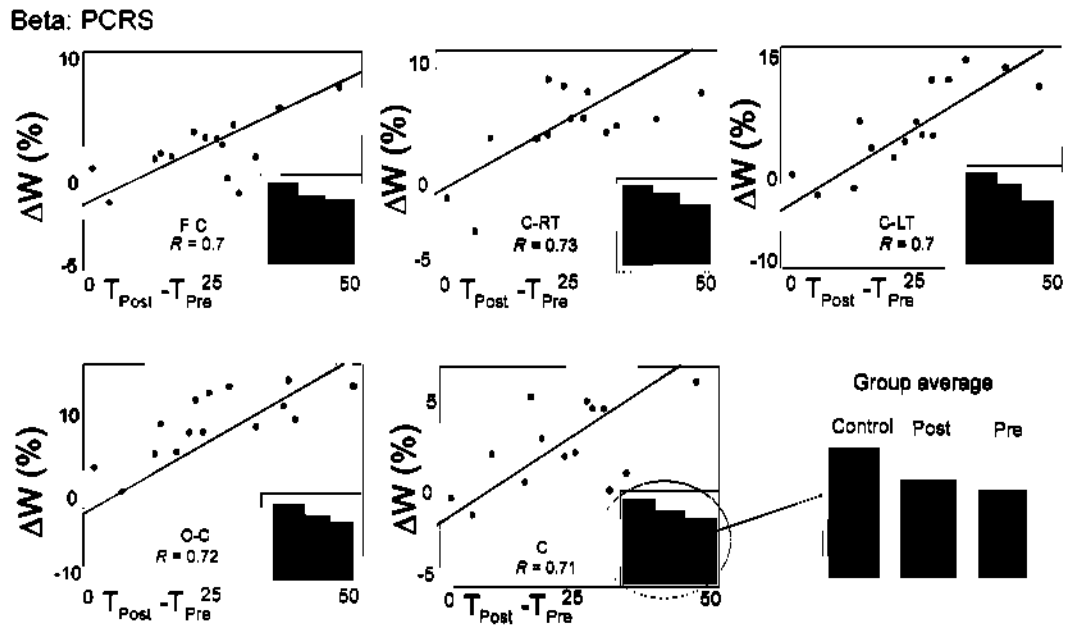 Beta: PCRS
10
0
-5
ΔW (%)
F C
R = 0.7
0 25 50
T_Post -T_Pre
10
0
-5
ΔW (%)
C-RT
R = 0.73
0 25 50
T_Post -T_Pre
15
0
-10
ΔW (%)
C-LT
R = 0.7
0 25 50
T_Post -T_Pre
10
0
-10
ΔW (%)
O-C
R = 0.72
0 25 50
T_Post -T_Pre
0
-5
ΔW (%)
C
R = 0.71
0 25 50
T_Post -T_Pre
Group average
Control Post Pre